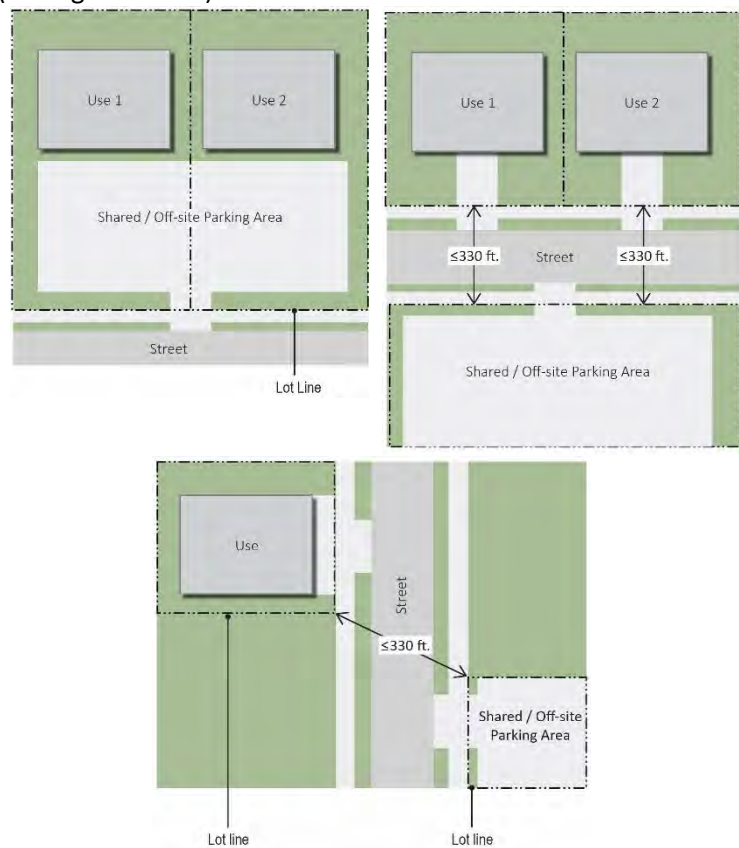 Use 1
Use 2
Shared / Off-site Parking Area
Street
Lot Line
Use 1
Use 2
≤330 ft.
Street
≤330 ft.
Shared / Off-site Parking Area
Use
Street
≤330 ft.
Shared / Off-site
Parking Area
Lot line
Lot line